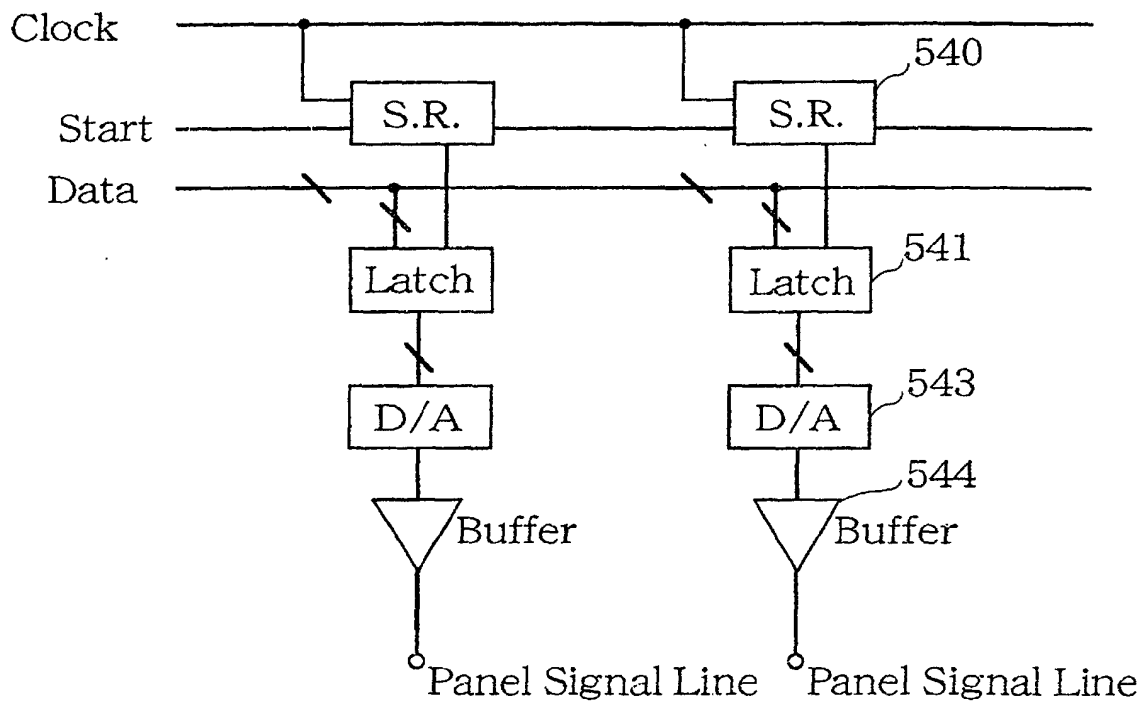 Clock
540
S.R.
S.R.
Start
Data
541
Latch
Latch
543
D/A
D/A
544
Buffer
Buffer
Panel Signal Line
Panel Signal Line